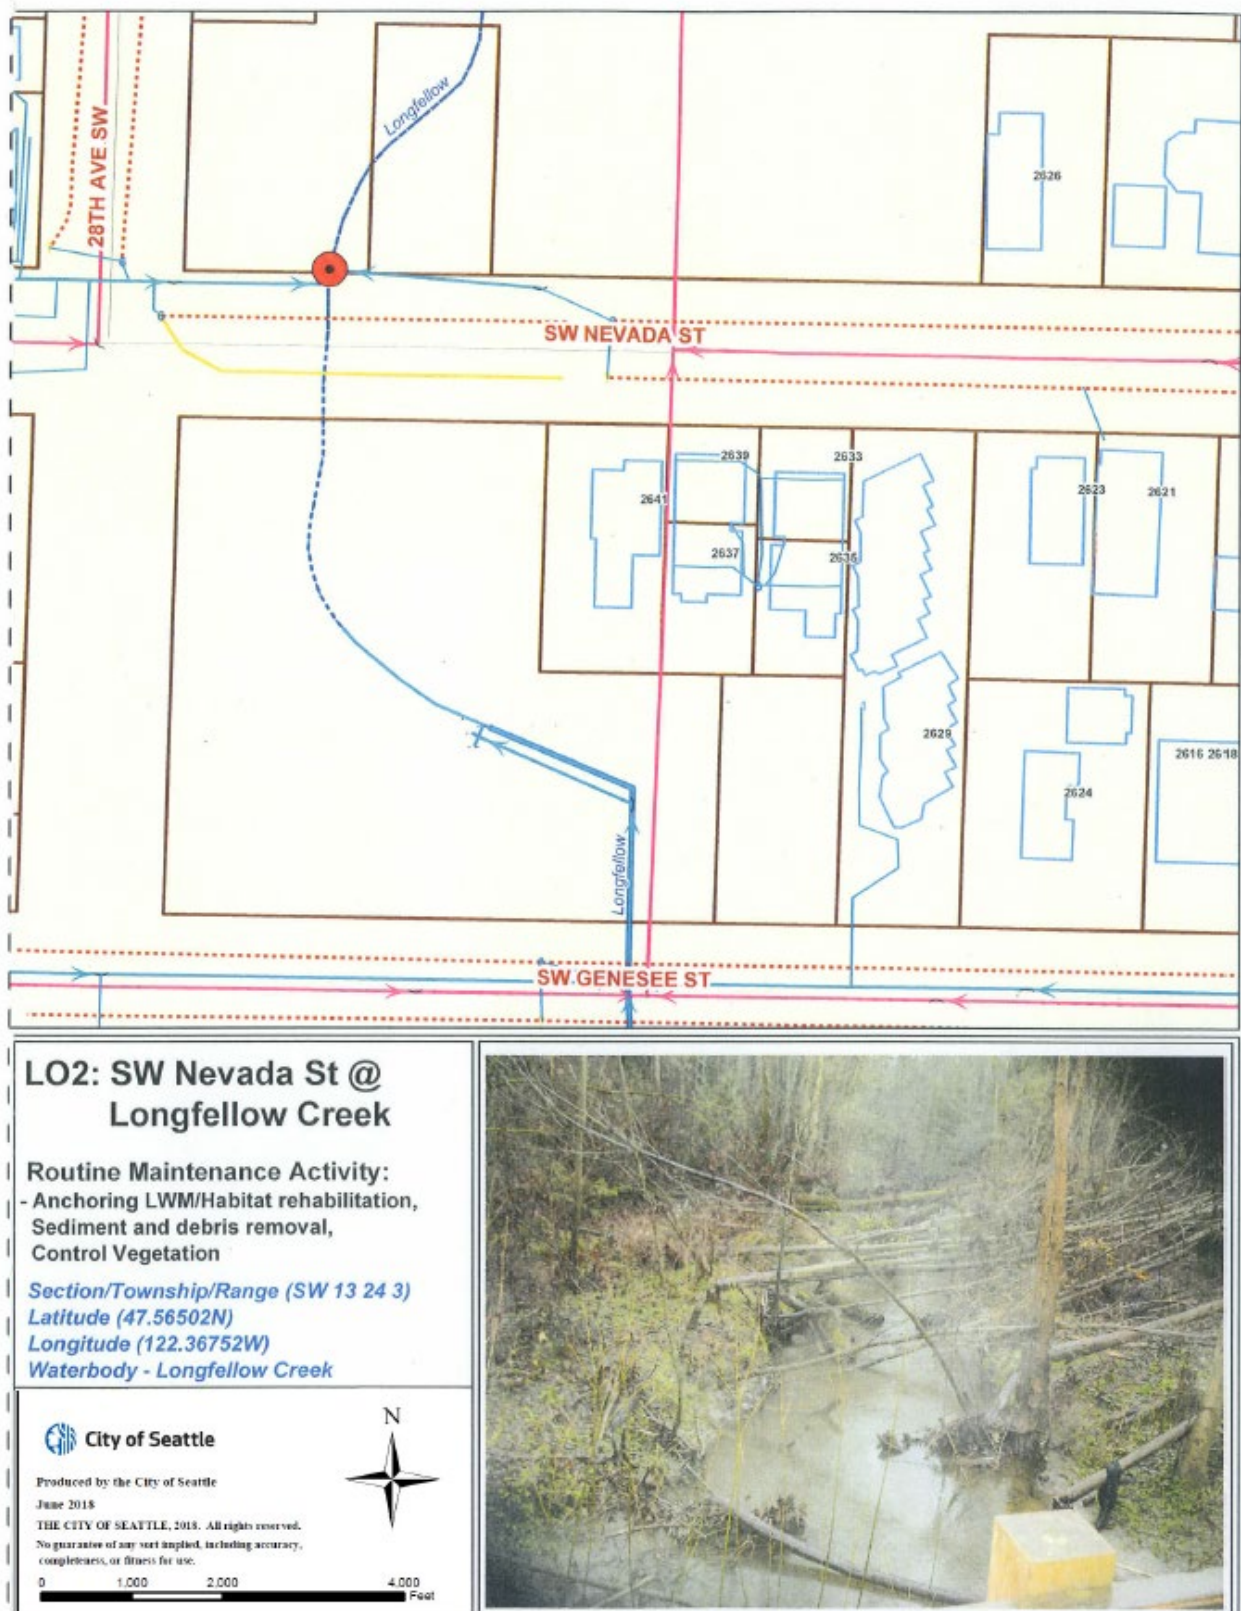 Longfellow
28TH AVE SW
2626
SW NEVADA ST
2639
2633
2641
2623
2621
2637
2635
2629
2616 2618
2624
Longfellow
SW GENESEE ST
LO2: SW Nevada St @
Longfellow Creek
Routine Maintenance Activity:
- Anchoring LWM/Habitat rehabilitation,
Sediment and debris removal,
Control Vegetation
Section/Township/Range (SW 13 24 3)
Latitude (47.56502N)
Longitude (122.36752W)
Waterbody - Longfellow Creek
N
City of Seattle
Produced by the City of Seattle
June 2018
THE CITY OF SEATTLE, 2018. All rights reserved.
No guarantee of any sort implied, including accuracy,
completeness, or fitness for use.
0 1,000 2,000 4,000
Feet